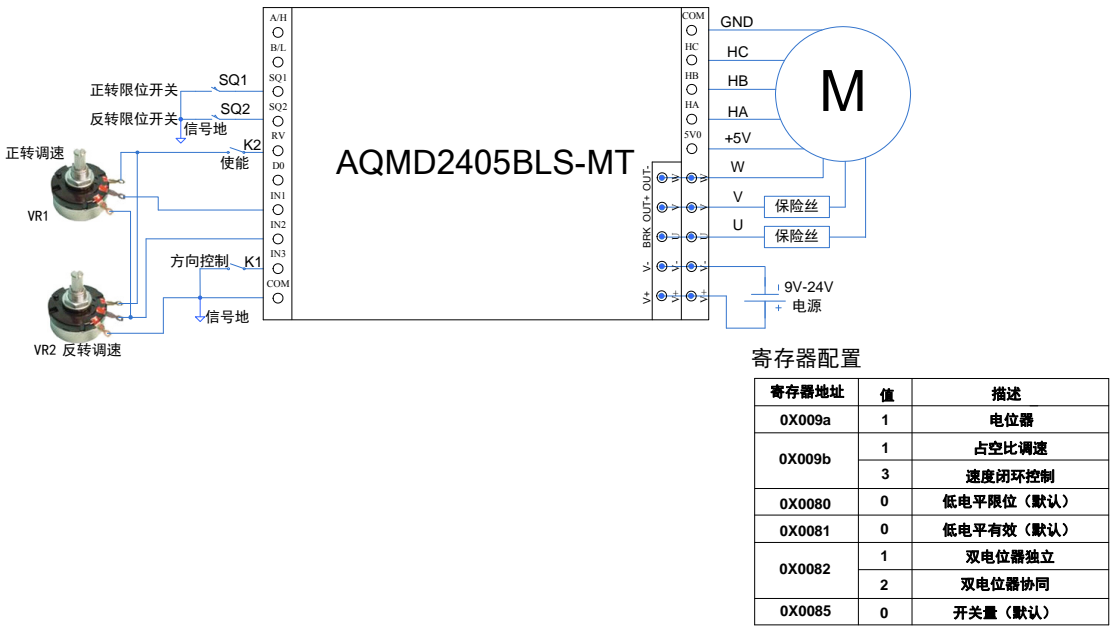 A/H
B/L
SQ1
SQ2
RV
D0
IN1
IN2
IN3
COM
正转限位开关
SQ1
反转限位开关
SQ2
信号地
K2
使能
正转调速
VR1
方向控制
K1
信号地
VR2 反转调速
AQMD2405BLS-MT
COM
HC
HB
HA
5V0
OUT-
OUT+
BRK
V-
V+
W
V
U
V-
V+
GND
HC
HB
HA
+5V
W
V
保险丝
U
保险丝
M
9V-24V
+ 电源
寄存器配置
寄存器地址 值 描述
0X009a 1 电位器
0X009b 1 占空比调速
3 速度闭环控制
0X0080 0 低电平限位（默认）
0X0081 0 低电平有效（默认）
0X0082 1 双电位器独立
2 双电位器协同
0X0085 0 开关量（默认）